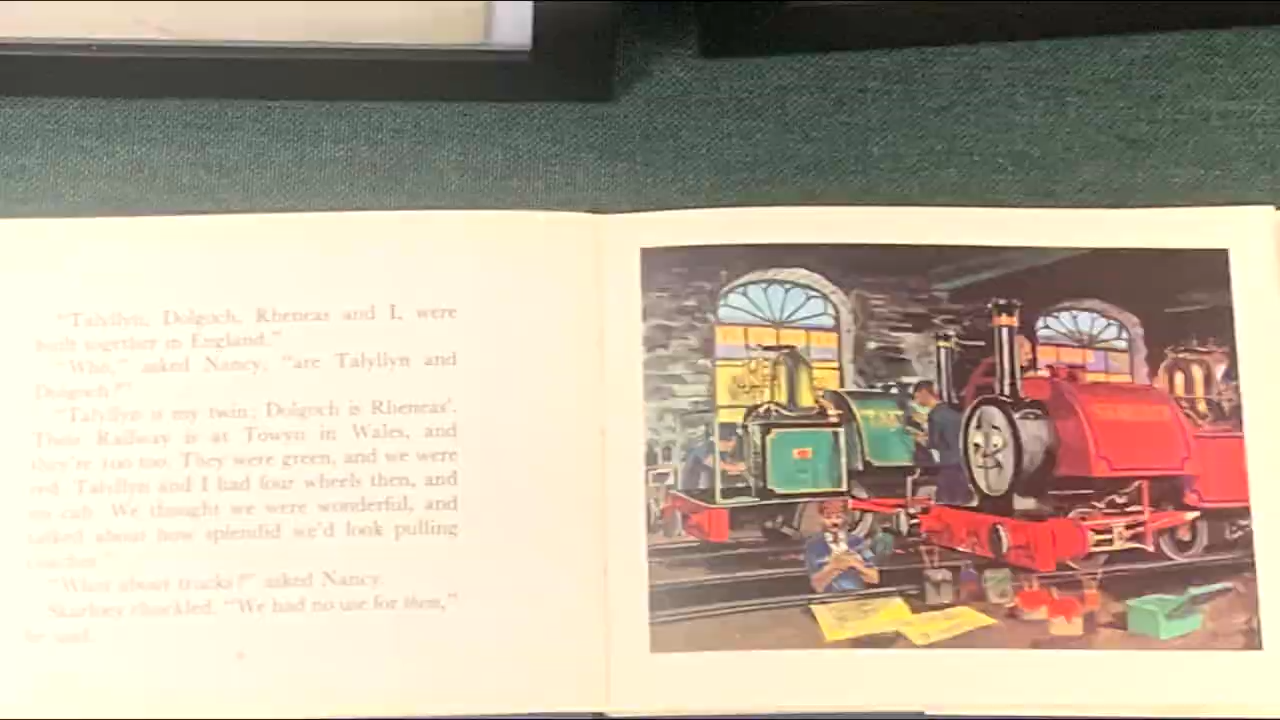 "Talyllyn, Dolgoch, Rheneas and I, were
built together in England."
"Who," asked Nancy, "are Talyllyn and
Dolgoch?"
"Talyllyn is my twin; Dolgoch is Rheneas'.
Their Railway is at Towyn in Wales, and
they're 100 too. They were green, and we were
red. Talyllyn and I had four wheels then, and
no cab. We thought we were wonderful, and
talked about how splendid we'd look pulling
coaches."
"What about trucks?" asked Nancy.
Skarloey chuckled. "We had no use for them,"
he said.